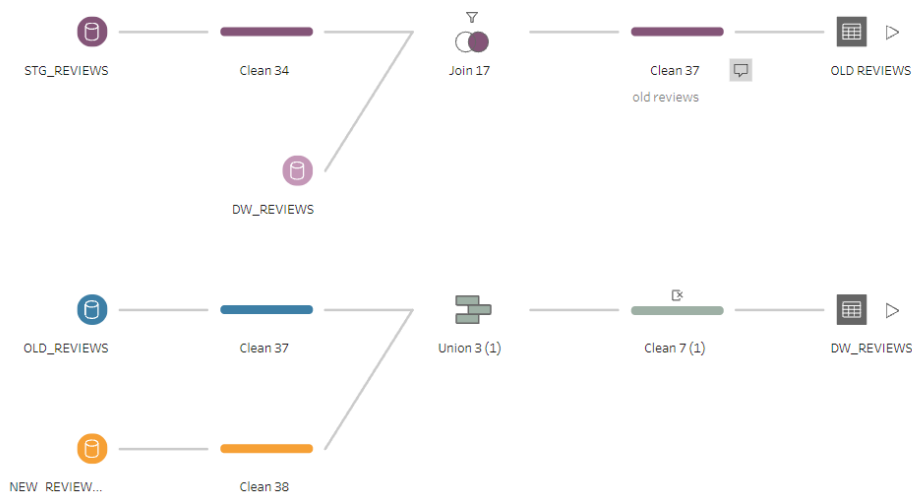 STG_REVIEWS
Clean 34
Join 17
Clean 37
OLD REVIEWS
old reviews
DW_REVIEWS
OLD_REVIEWS
Clean 37
Union 3 (1)
Clean 7 (1)
DW_REVIEWS
NEW_REVIEW...
Clean 38